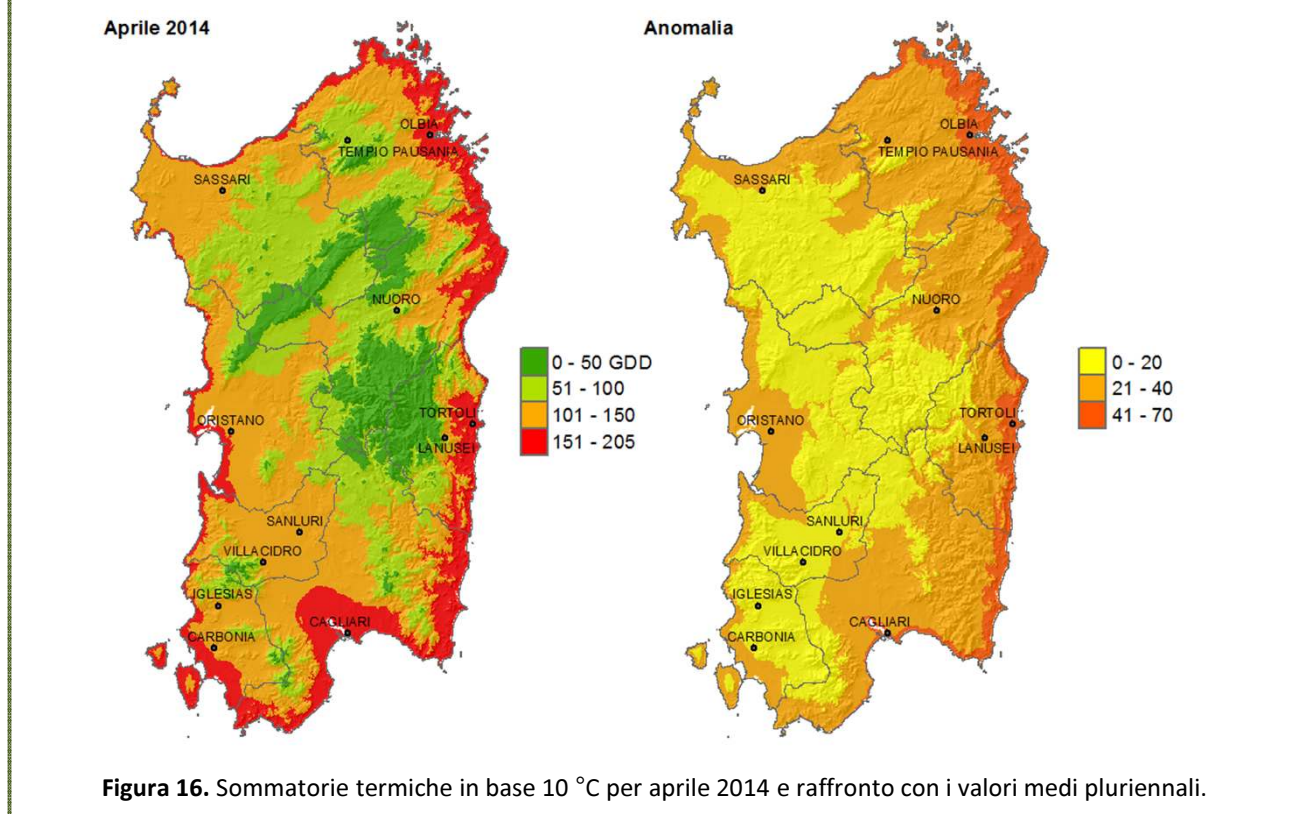 Aprile 2014
OLBIA
TEMPIO PAUSANIA
SASSARI
NUORO
ORISTANO
TORTOLI
LANUSEI
SANLURI
VILLACIDRO
IGLESIAS
CAGLIARI
CARBONIA
0 - 50 GDD
51 - 100
101 - 150
151 - 205
Anomalia
OLBIA
TEMPIO PAUSANIA
SASSARI
NUORO
ORISTANO
TORTOLI
LANUSEI
SANLURI
VILLACIDRO
IGLESIAS
CAGLIARI
CARBONIA
0 - 20
21 - 40
41 - 70
Figura 16. Sommatorie termiche in base 10 °C per aprile 2014 e raffronto con i valori medi pluriennali.